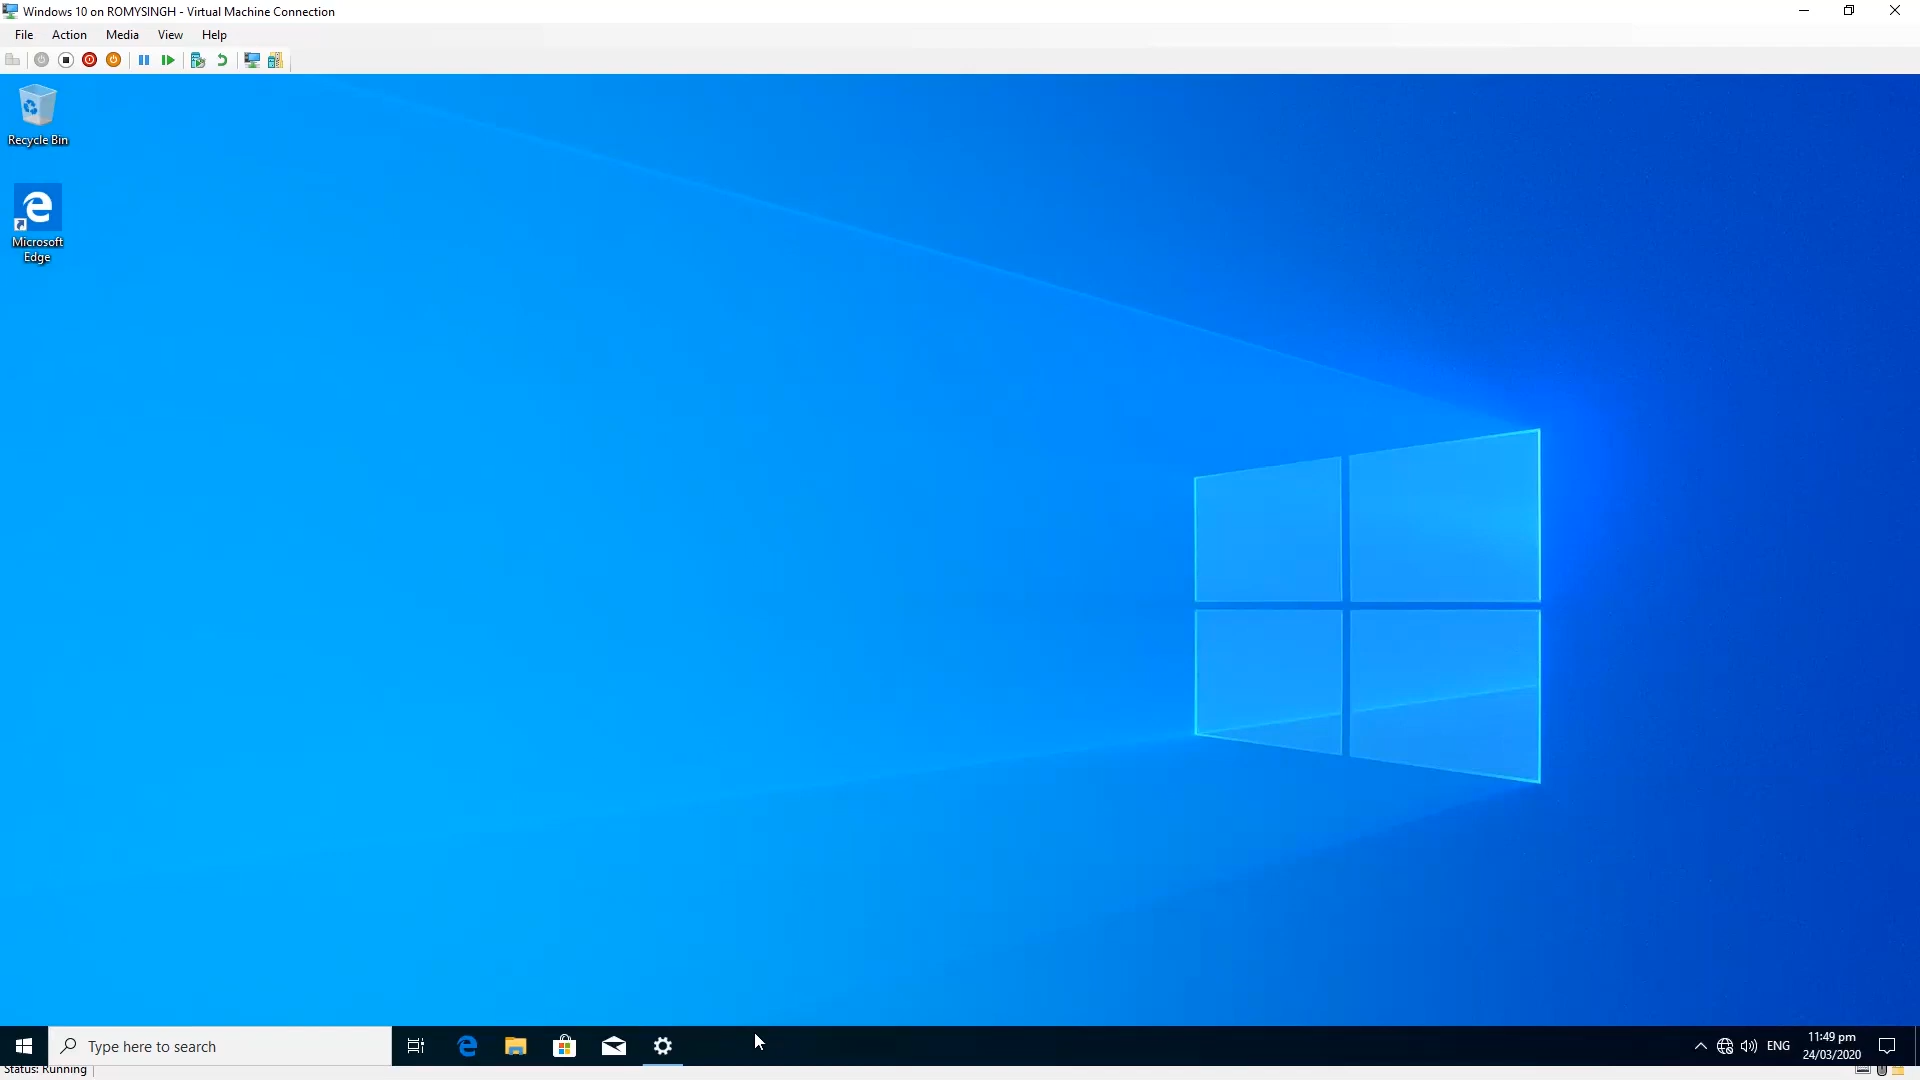 Windows 10 on ROMYSINGH - Virtual Machine Connection
File Action Media View Help
Recycle Bin
Microsoft
Edge
Type here to search
ENG
11:49 pm
24/03/2020
Status: Running